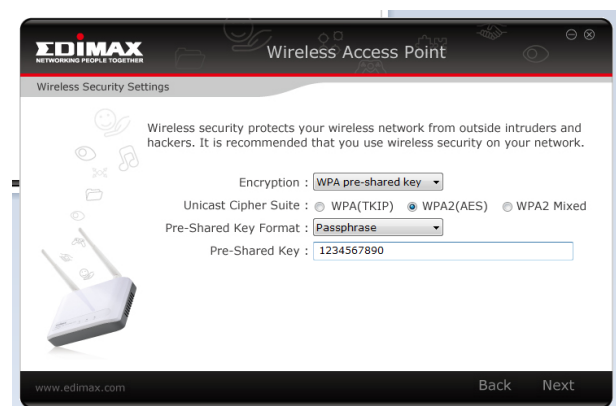 EDIMAX
NETWORKING PEOPLE TOGETHER
Wireless Access Point
Wireless Security Settings
Wireless security protects your wireless network from outside intruders and
hackers. It is recommended that you use wireless security on your network.
Encryption : WPA pre-shared key
Unicast Cipher Suite : WPA(TKIP) WPA2(AES) WPA2 Mixed
Pre-Shared Key Format : Passphrase
Pre-Shared Key : 1234567890
www.edimax.com
Back Next